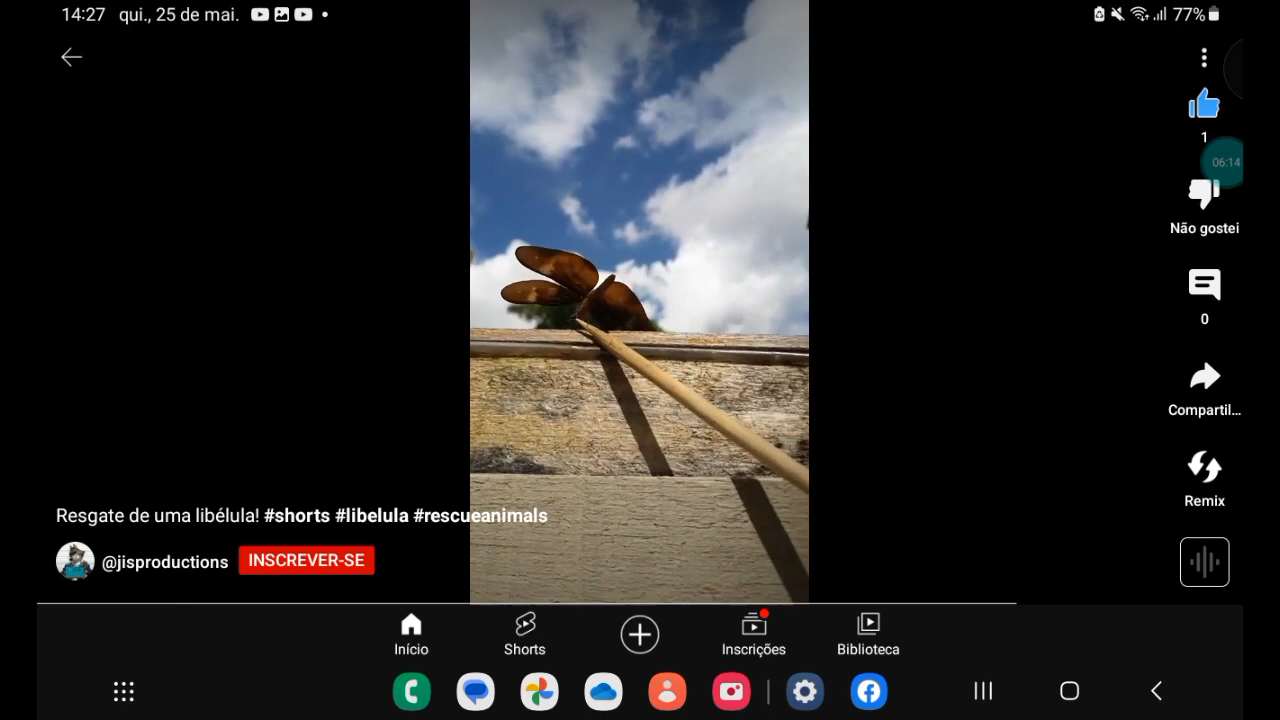 14:27 qui., 25 de mai.
77%
1
06:14
Não gostei
0
Compartil...
Remix
Resgate de uma libélula! #shorts #libelula #rescueanimals
@jisproductions INSCREVER-SE
Início Shorts Inscrições Biblioteca